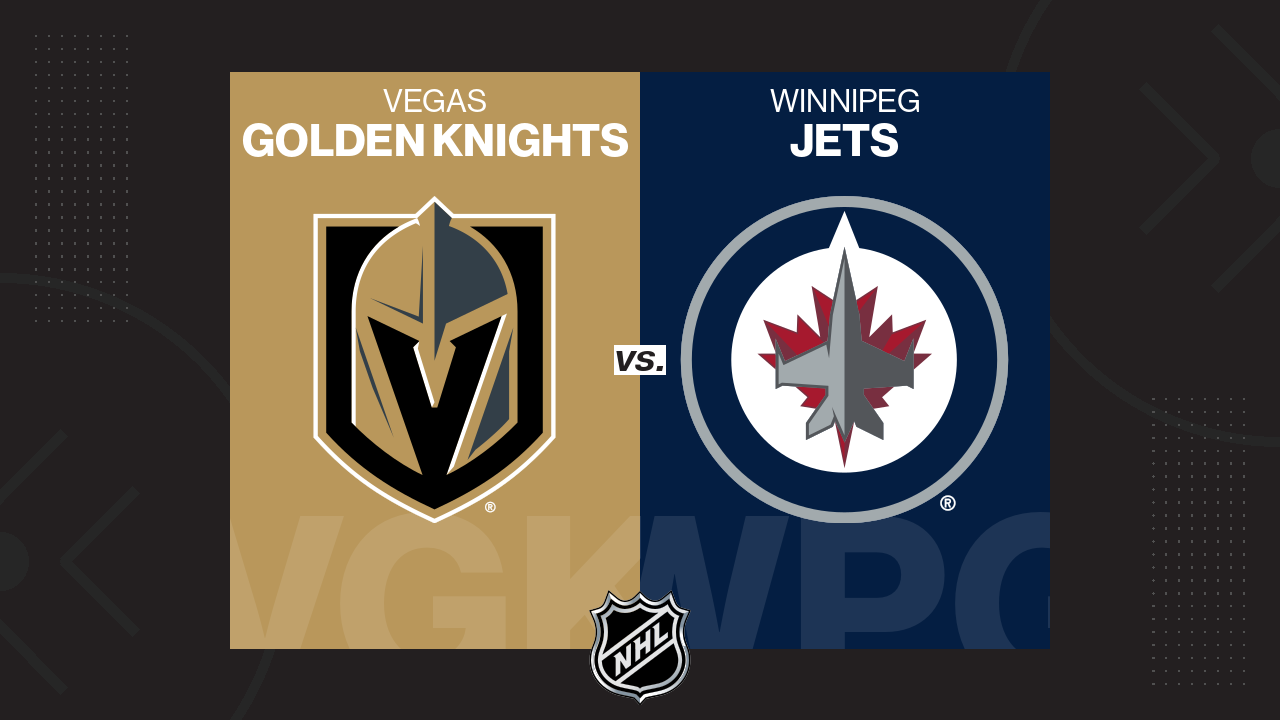 VEGAS
GOLDEN KNIGHTS
WINNIPEG
JETS
vs.
®
®
VGK
WPG
NHL